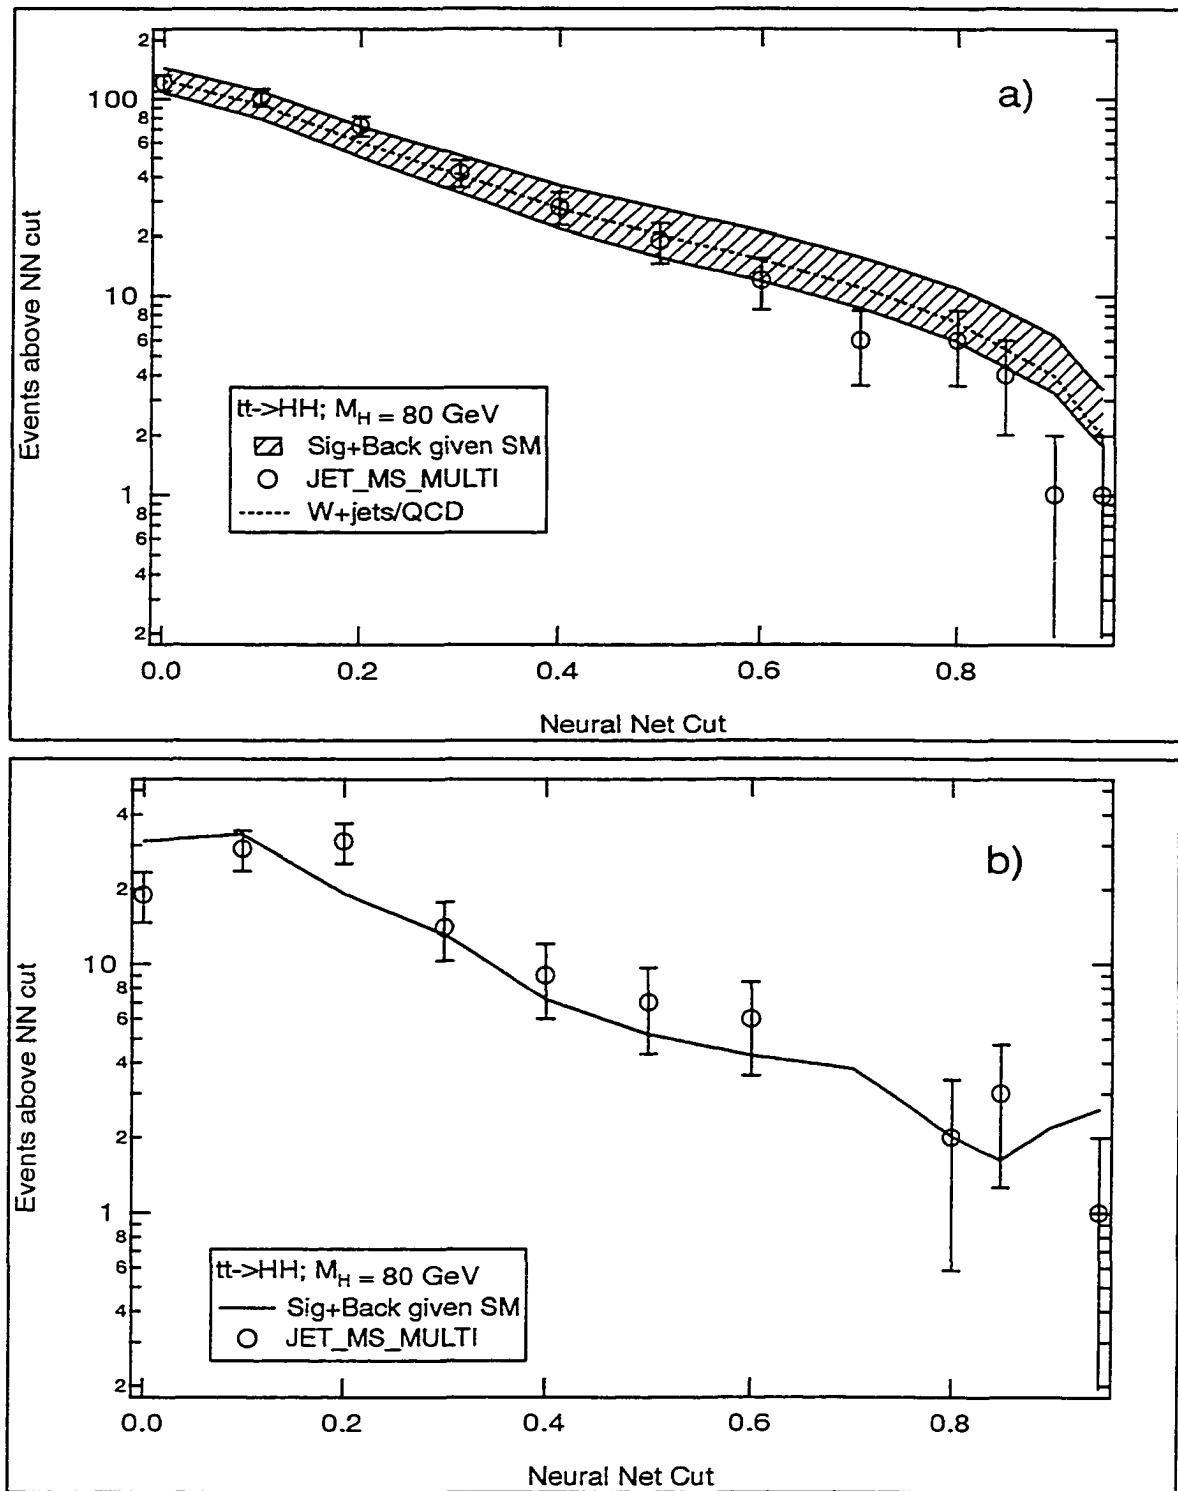 a)
2
100
8
6
4
2
10
8
6
4
2
1
8
6
4
2
Events above NN cut
tt->HH; M_H = 80 GeV
Sig+Back given SM
JET_MS_MULTI
W+jets/QCD
0.0 0.2 0.4 0.6 0.8
Neural Net Cut
b)
4
2
10
8
6
4
2
1
8
6
4
2
Events above NN cut
tt->HH; M_H = 80 GeV
Sig+Back given SM
JET_MS_MULTI
0.0 0.2 0.4 0.6 0.8
Neural Net Cut